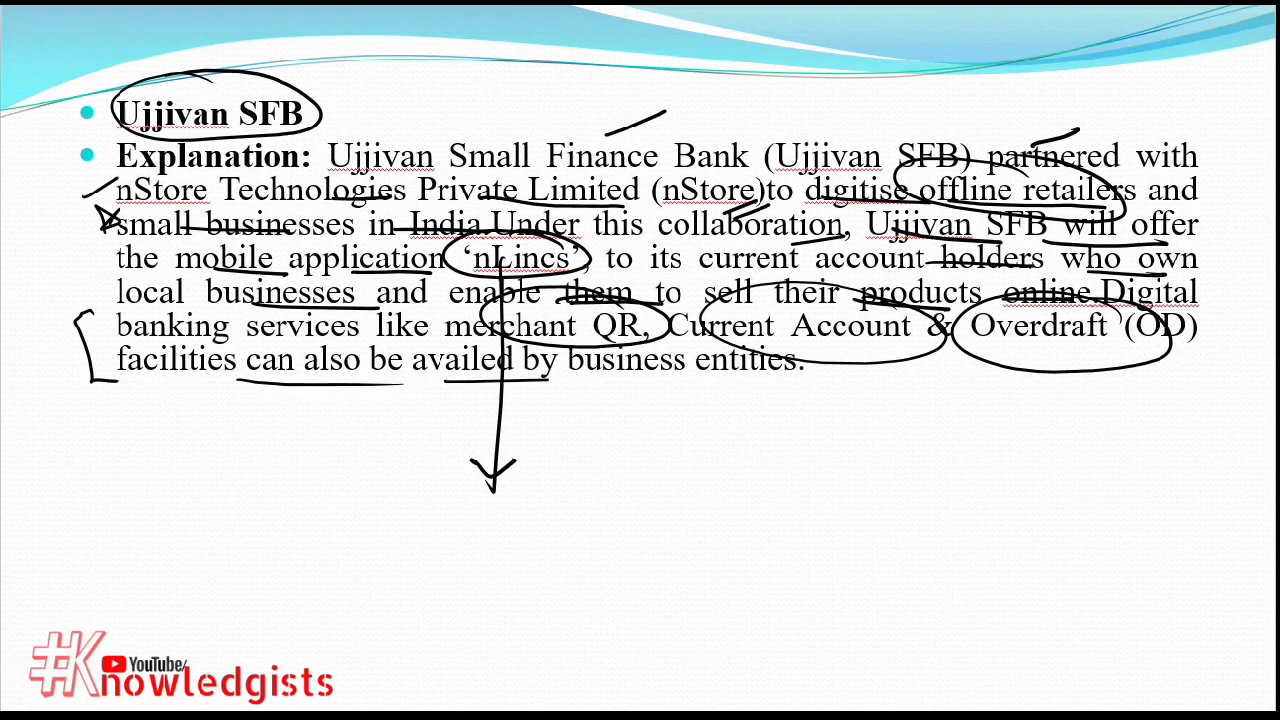 Ujjivan SFB
Explanation: Ujjivan Small Finance Bank (Ujjivan SFB) partnered with
nStore Technologies Private Limited (nStore)to digitise offline retailers and
small businesses in India.Under this collaboration, Ujjivan SFB will offer
the mobile application ‘nLincs’, to its current account holders who own
local businesses and enable them to sell their products online.Digital
banking services like merchant QR, Current Account & Overdraft (OD)
facilities can also be availed by business entities.
#K YouTube/
nowledgists